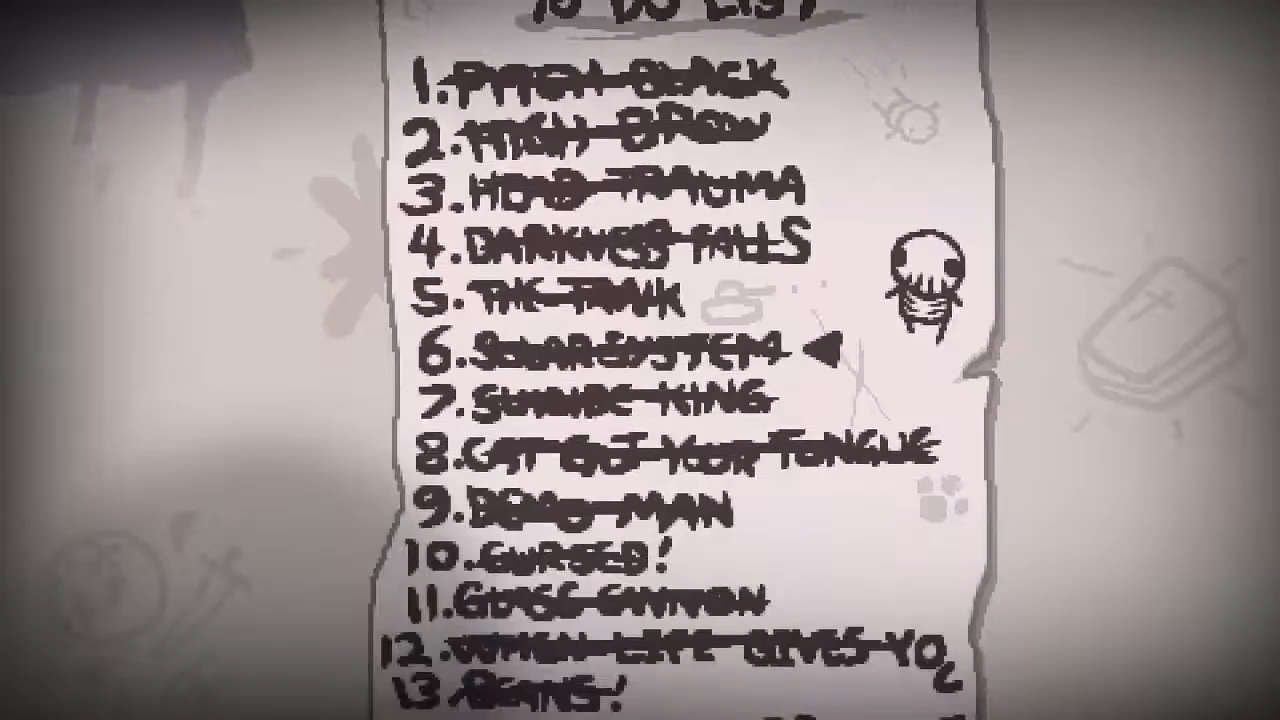 TO DO LIST
1. PITCH BLACK
2. HIGH BROW
3. HEAD TRAUMA
4. DARKNESS FALLS
5. THE TANK
6. SOLAR SYSTEM
7. SUICIDE KING
8. CAT GOT YOUR TONGUE
9. DEMO MAN
10. CURSED!
11. GLASS CANNON
12. WHEN LIFE GIVES YOU
13 BEANS!